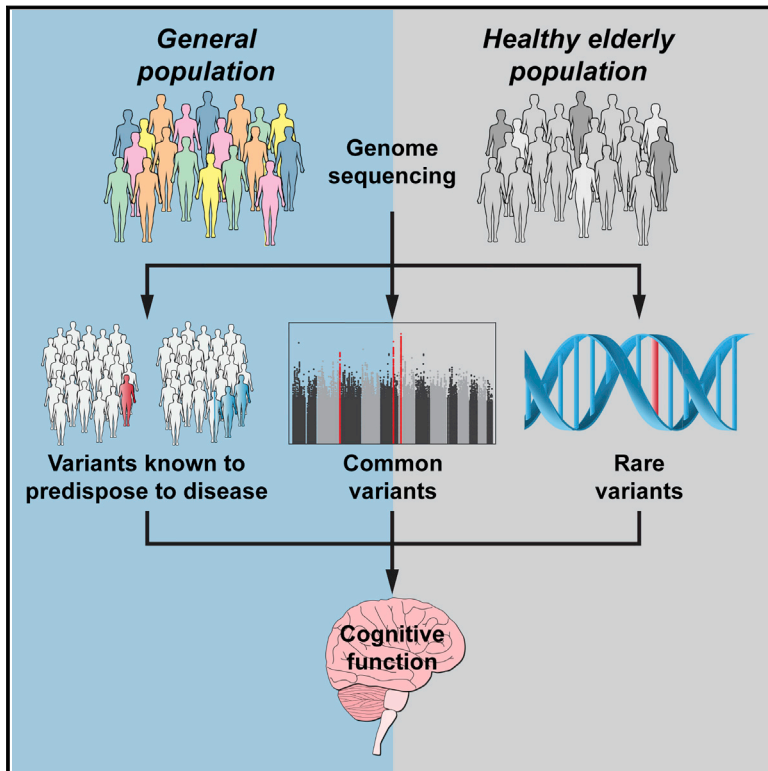 General
population
Healthy elderly
population
Genome
sequencing
Variants known to
predispose to disease
Common
variants
Rare
variants
Cognitive
function